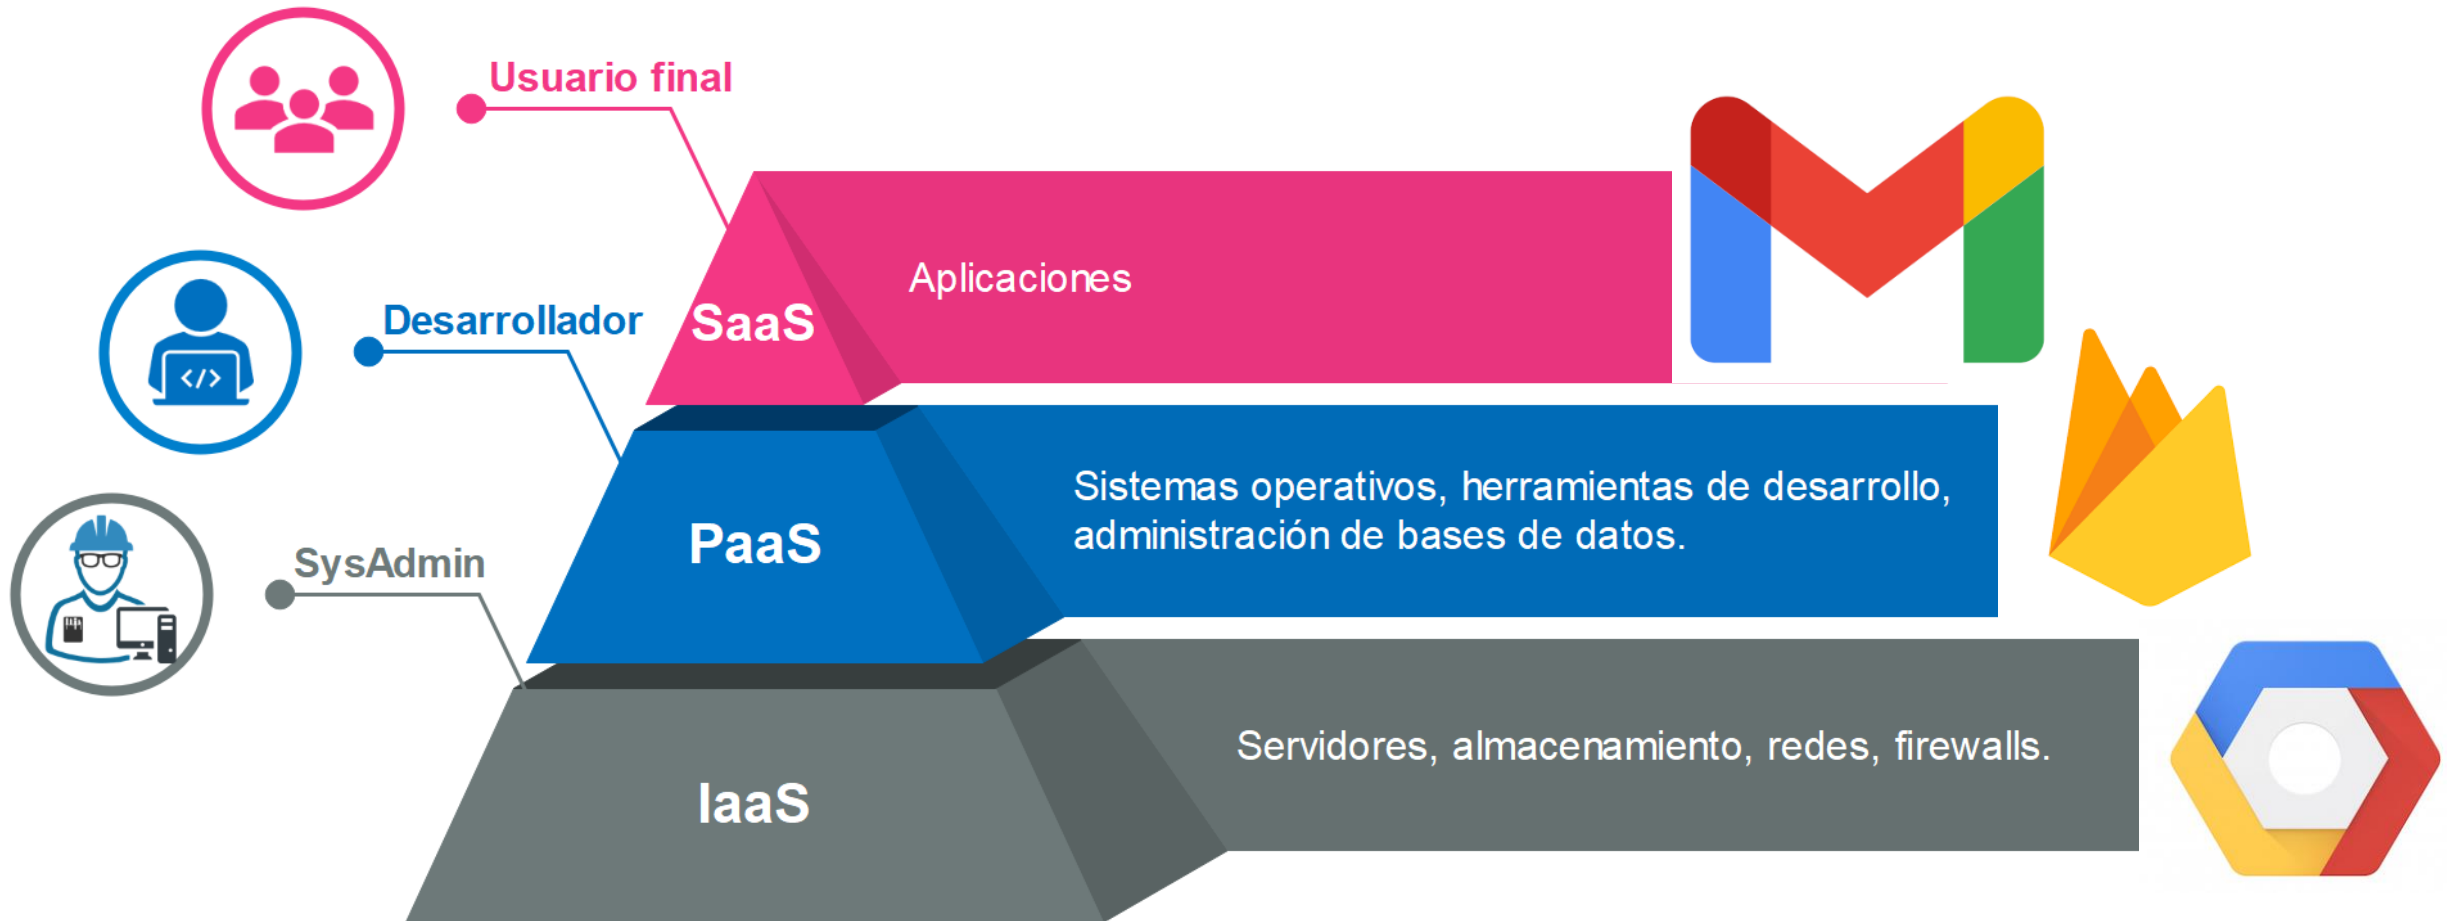 Usuario final
Aplicaciones
SaaS
Desarrollador
</>
Sistemas operativos, herramientas de desarrollo,
administración de bases de datos.
PaaS
SysAdmin
Servidores, almacenamiento, redes, firewalls.
IaaS